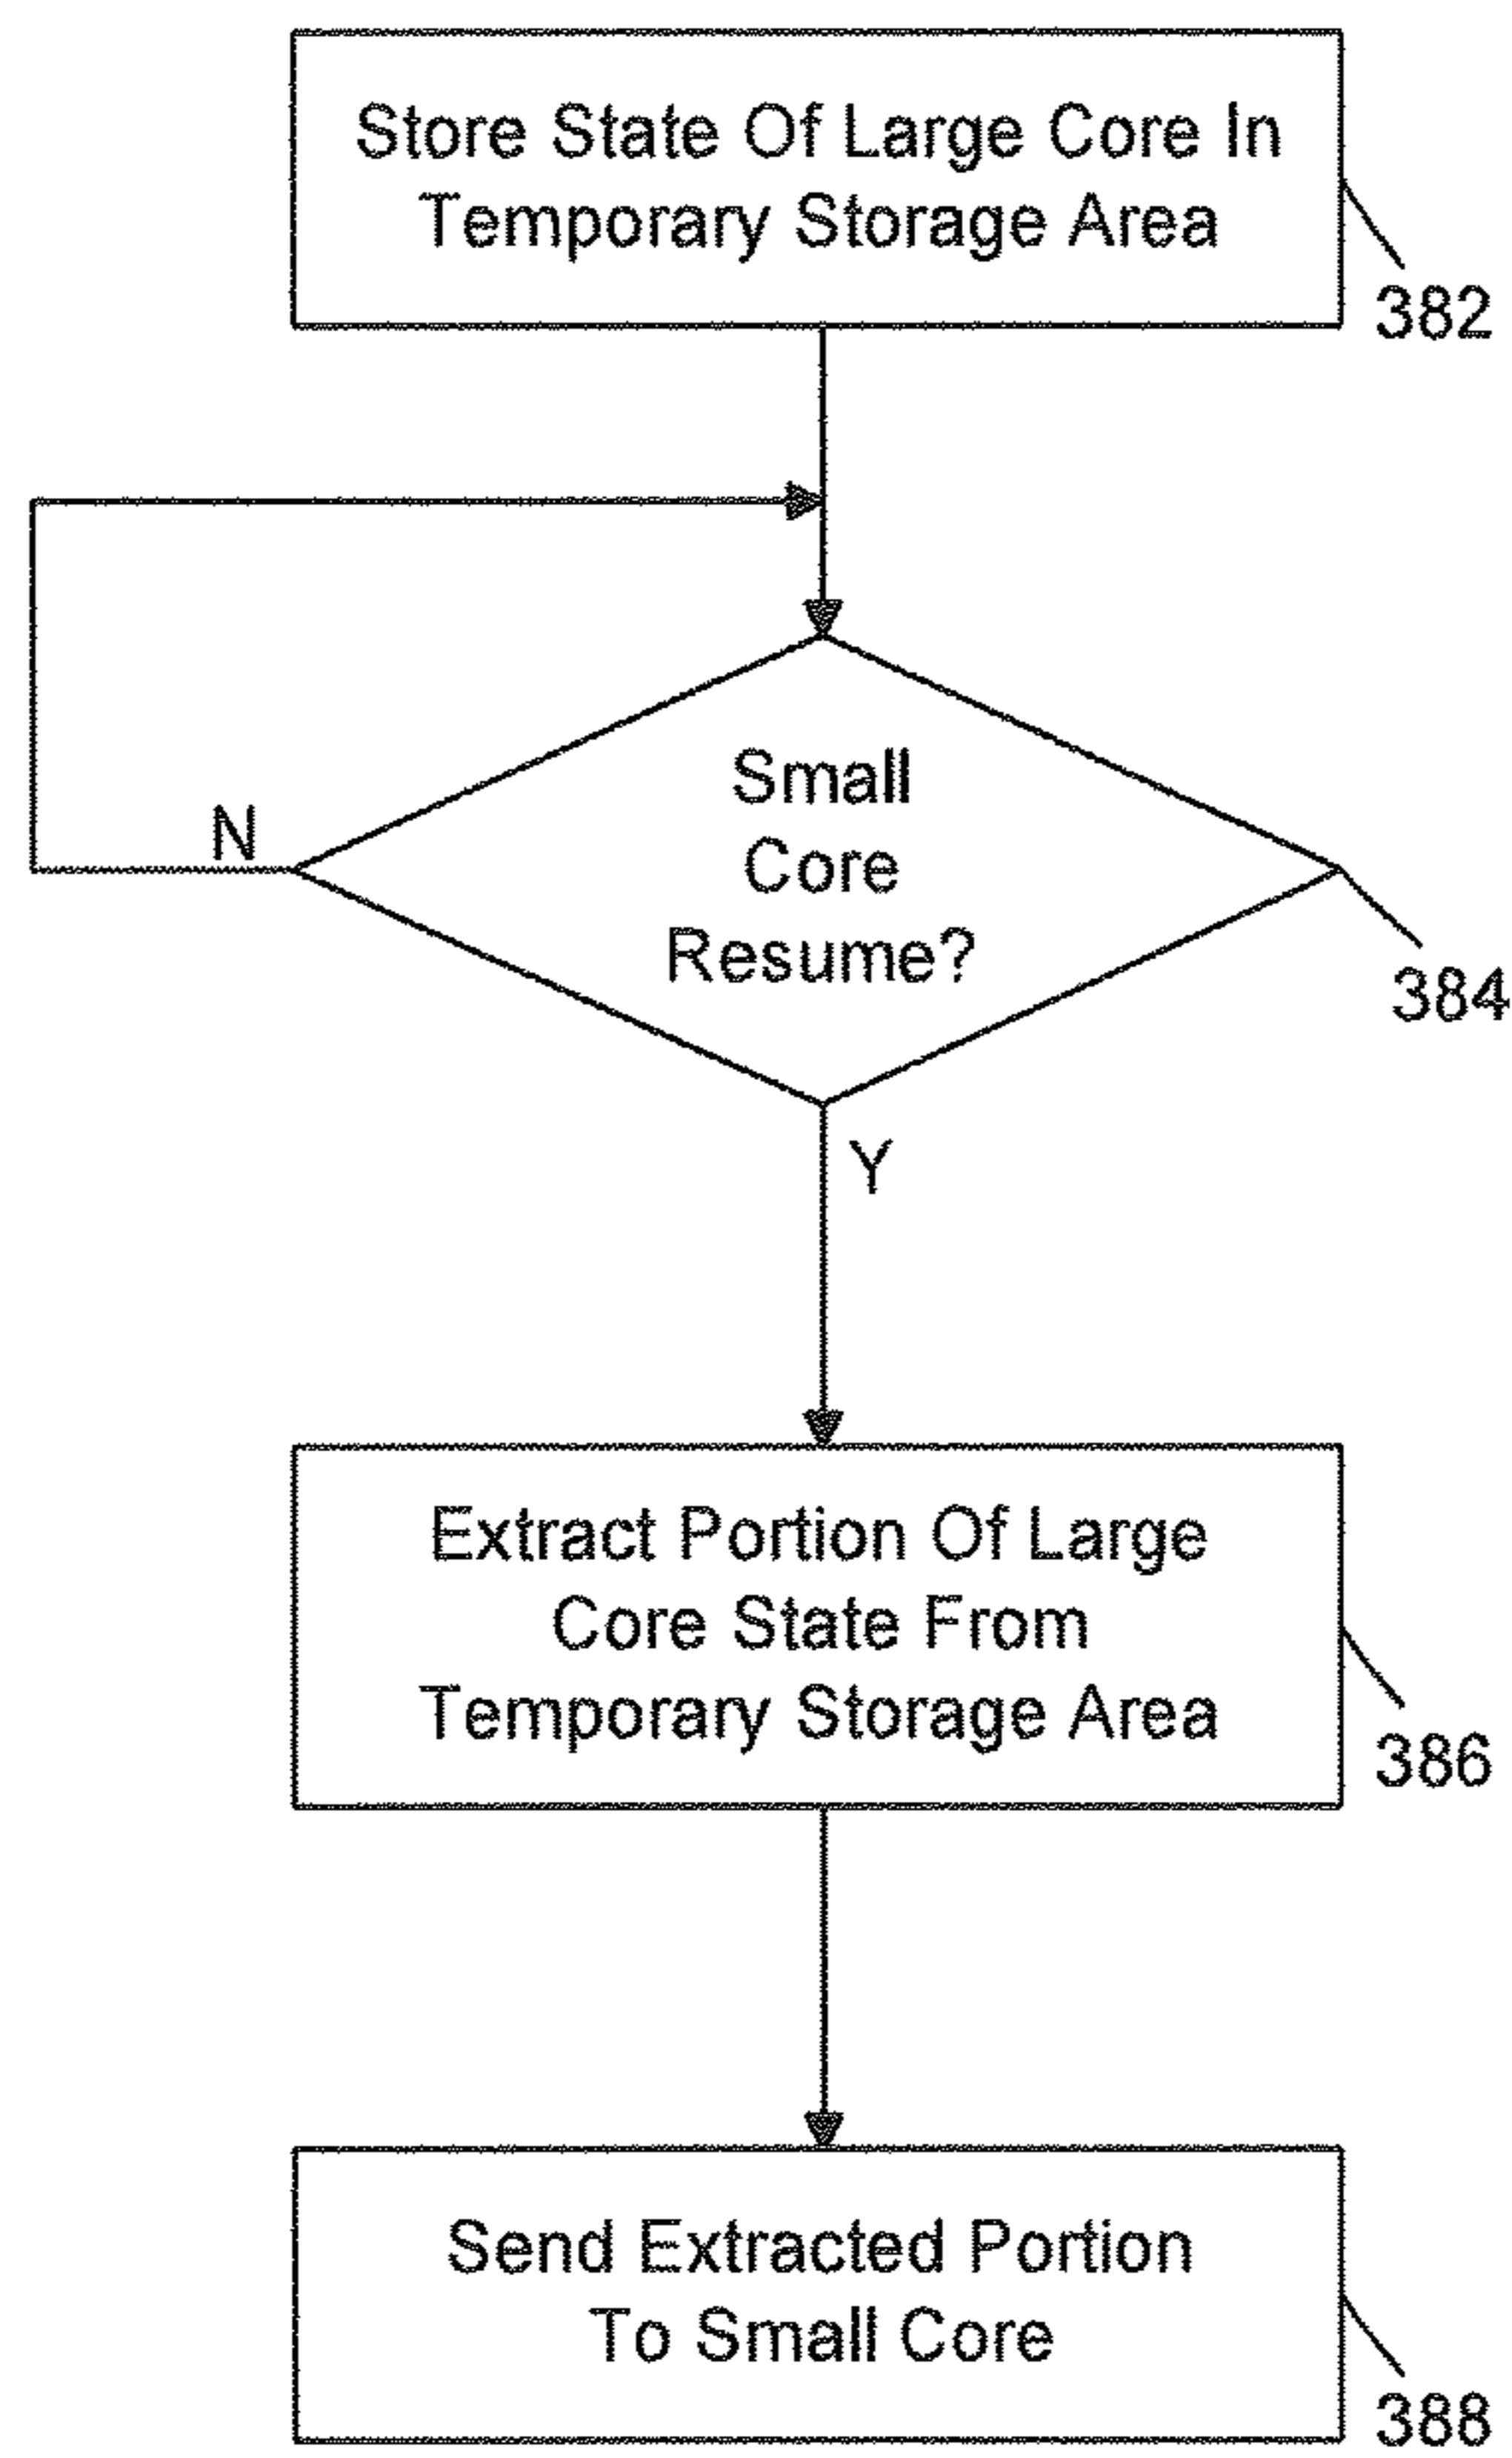 Store State Of Large Core In
Temporary Storage Area
382
N
Small
Core
Resume?
384
Y
Extract Portion Of Large
Core State From
Temporary Storage Area
386
Send Extracted Portion
To Small Core
388